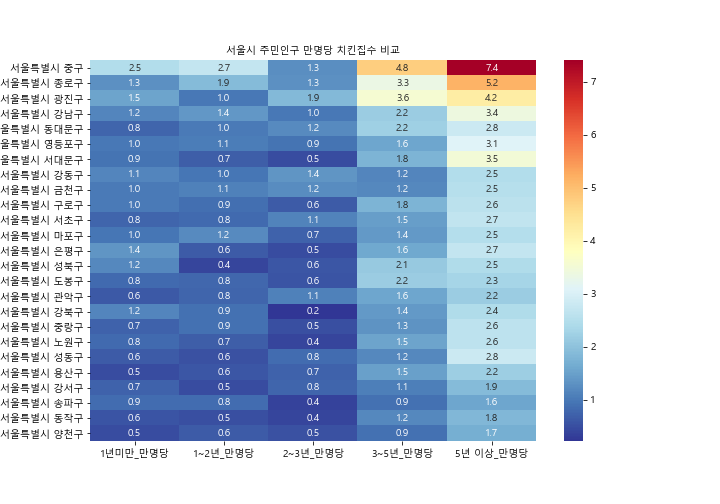 서울시 주민인구 만명당 치킨집수 비교
서울특별시 중구 2.5 2.7 1.3 4.8 7.4
서울특별시 종로구 1.3 1.9 1.3 3.3 5.2
서울특별시 광진구 1.5 1.0 1.9 3.6 4.2
서울특별시 강남구 1.2 1.4 1.0 2.2 3.4
울특별시 동대문구 0.8 1.0 1.2 2.2 2.8
울특별시 영등포구 1.0 1.1 0.9 1.6 3.1
울특별시 서대문구 0.9 0.7 0.5 1.8 3.5
서울특별시 강동구 1.1 1.0 1.4 1.2 2.5
서울특별시 금천구 1.0 1.1 1.2 1.2 2.5
서울특별시 구로구 1.0 0.9 0.6 1.8 2.6
서울특별시 서초구 0.8 0.8 1.1 1.5 2.7
서울특별시 마포구 1.0 1.2 0.7 1.4 2.5
서울특별시 은평구 1.4 0.6 0.5 1.6 2.7
서울특별시 성북구 1.2 0.4 0.6 2.1 2.5
서울특별시 도봉구 0.8 0.8 0.6 2.2 2.3
서울특별시 관악구 0.6 0.8 1.1 1.6 2.2
서울특별시 강북구 1.2 0.9 0.2 1.4 2.4
서울특별시 중랑구 0.7 0.9 0.5 1.3 2.6
서울특별시 노원구 0.8 0.7 0.4 1.5 2.6
서울특별시 성동구 0.6 0.6 0.8 1.2 2.8
서울특별시 용산구 0.5 0.6 0.7 1.5 2.2
서울특별시 강서구 0.7 0.5 0.8 1.1 1.9
서울특별시 송파구 0.9 0.8 0.4 0.9 1.6
서울특별시 동작구 0.6 0.5 0.4 1.2 1.8
서울특별시 양천구 0.5 0.6 0.5 0.9 1.7
1년미만_만명당 1~2년_만명당 2~3년_만명당 3~5년_만명당 5년 이상_만명당
7
6
5
4
3
2
1